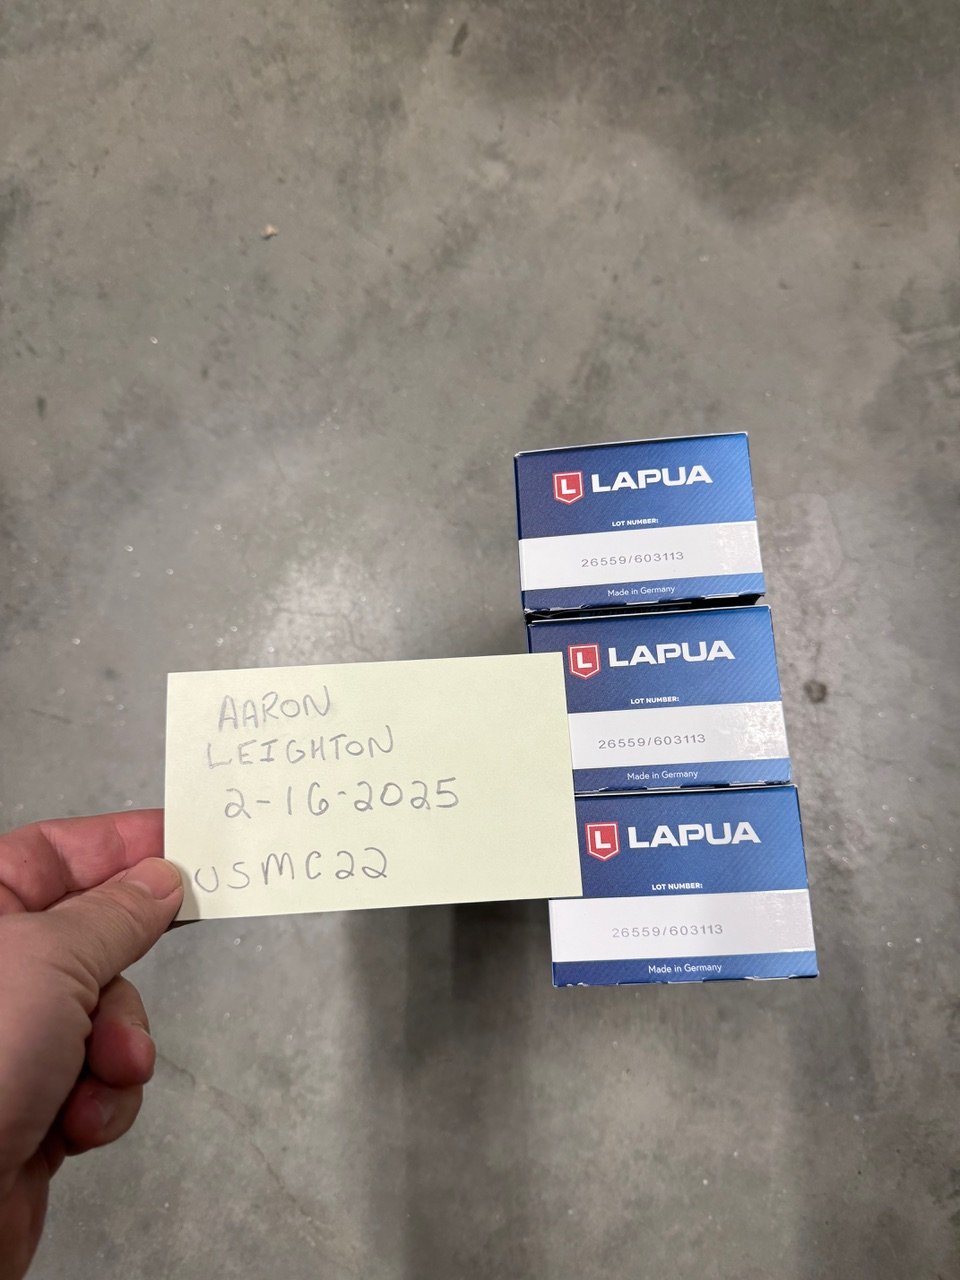 AARON
LEIGHTON
2-16-2025
USMC22
L LAPUA
LOT NUMBER:
26559/603113
Made in Germany
L LAPUA
LOT NUMBER:
26559/603113
Made in Germany
L LAPUA
LOT NUMBER:
26559/603113
Made in Germany